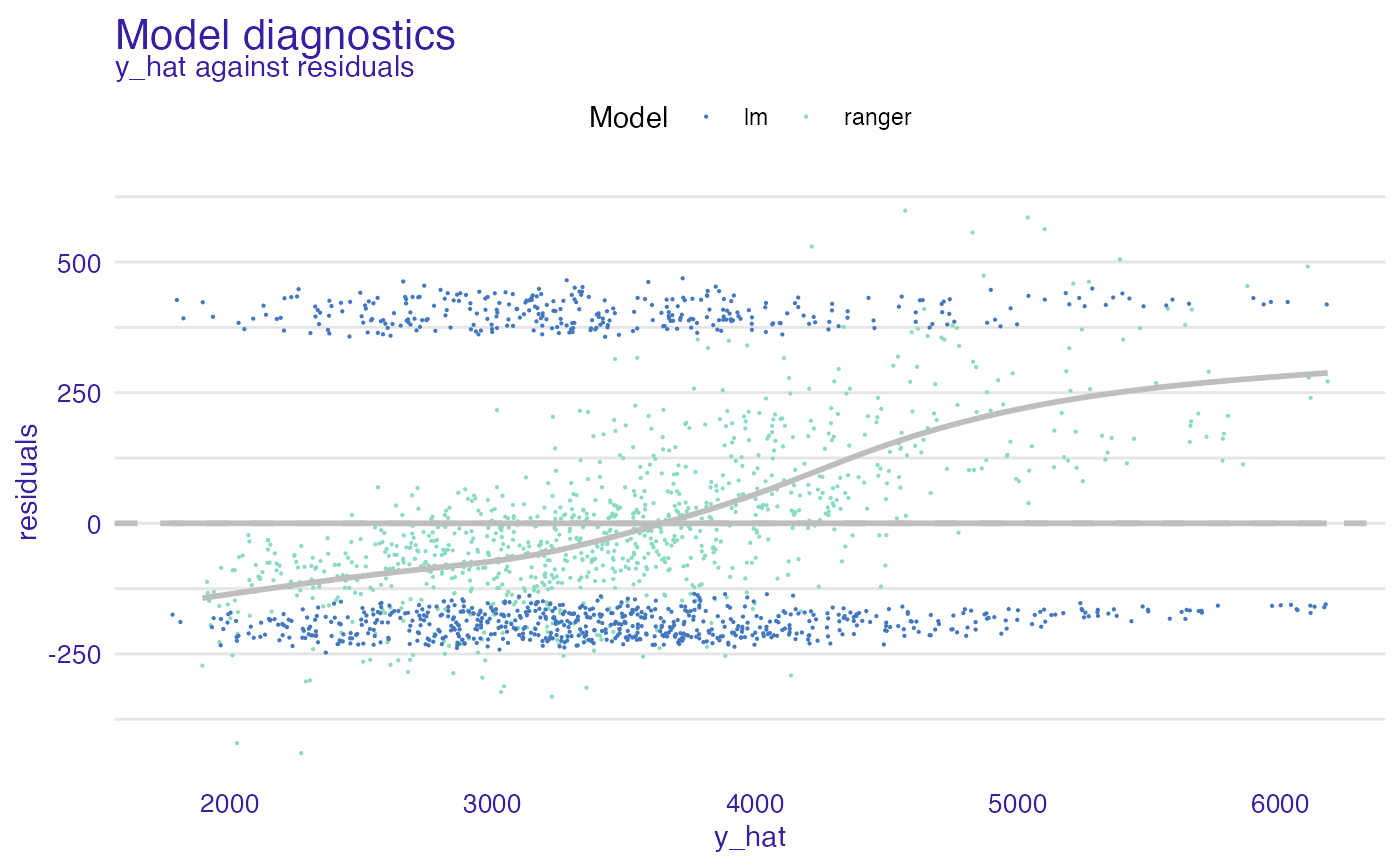 Model diagnostics
y_hat against residuals
Model lm ranger
500
250
0
-250
residuals
2000 3000 4000 5000 6000
y_hat